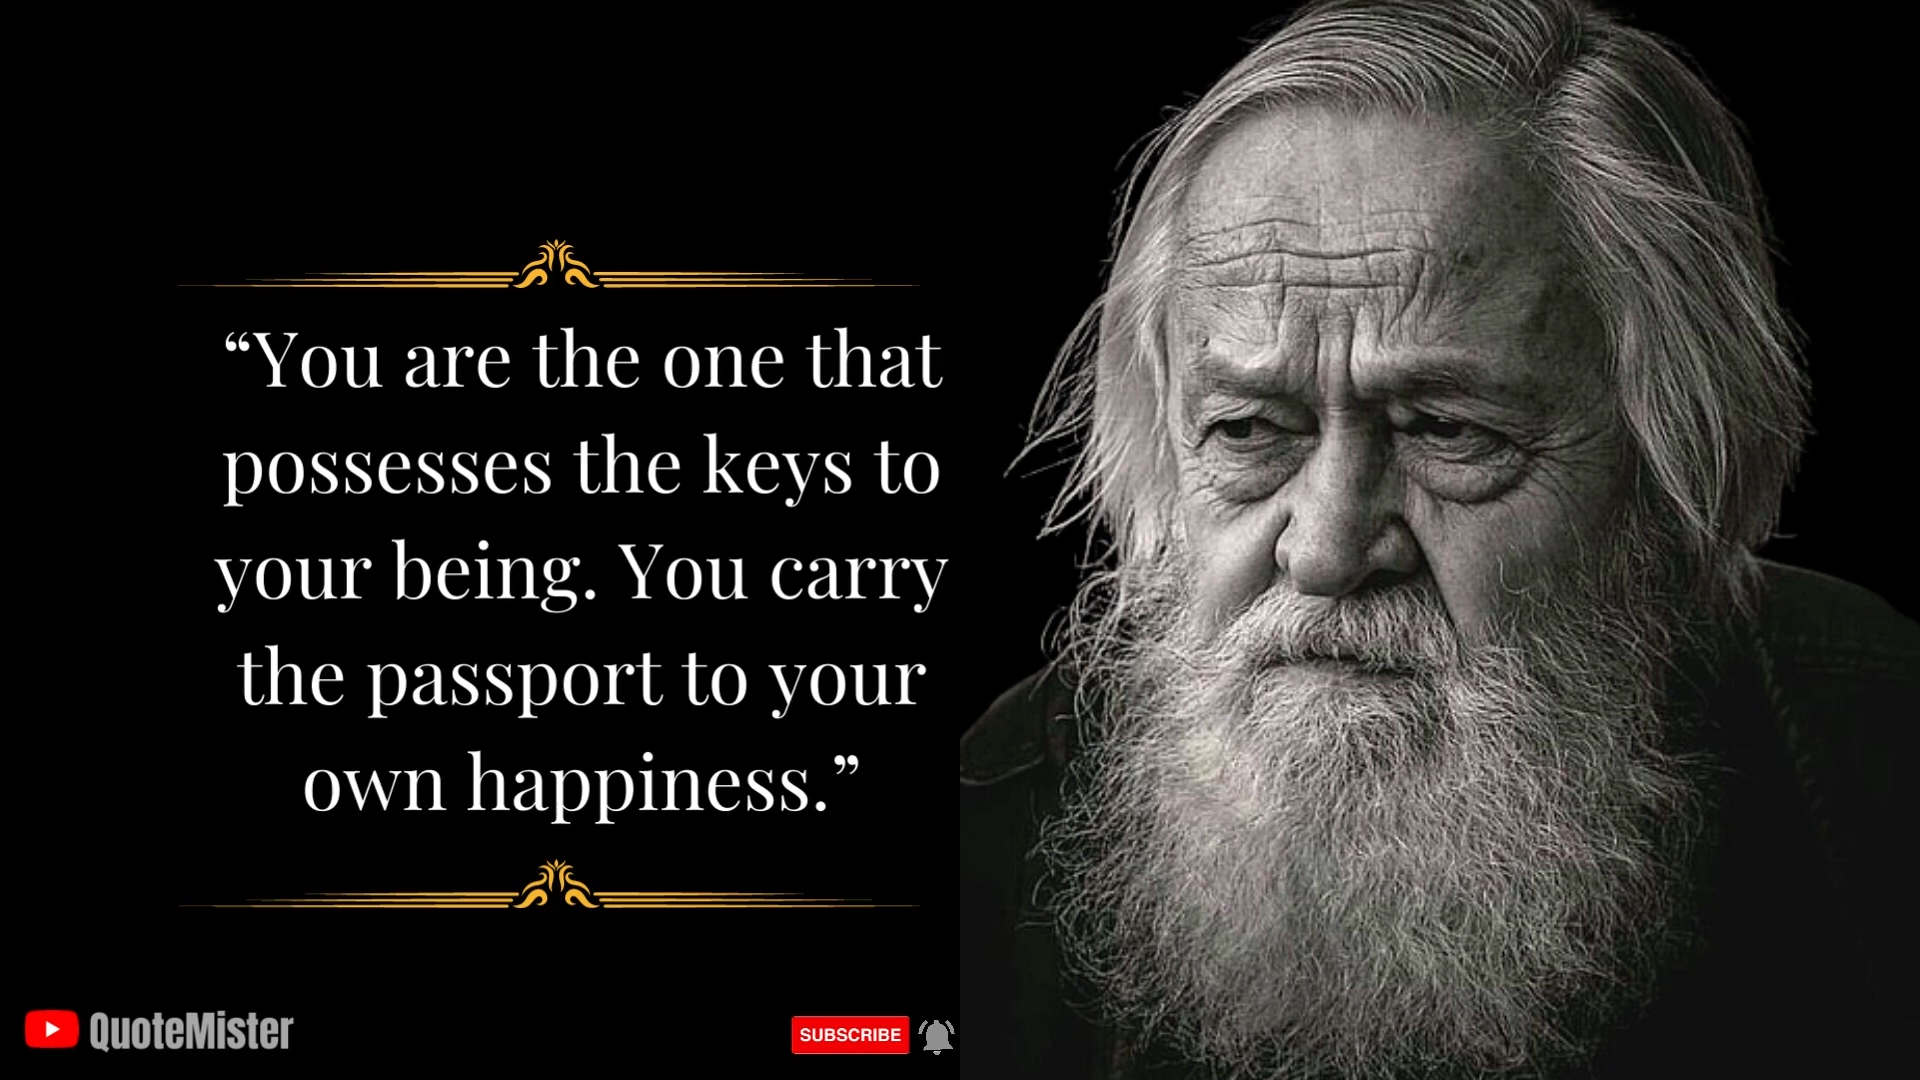 “You are the one that
possesses the keys to
your being. You carry
the passport to your
own happiness.”
QuoteMister
SUBSCRIBE